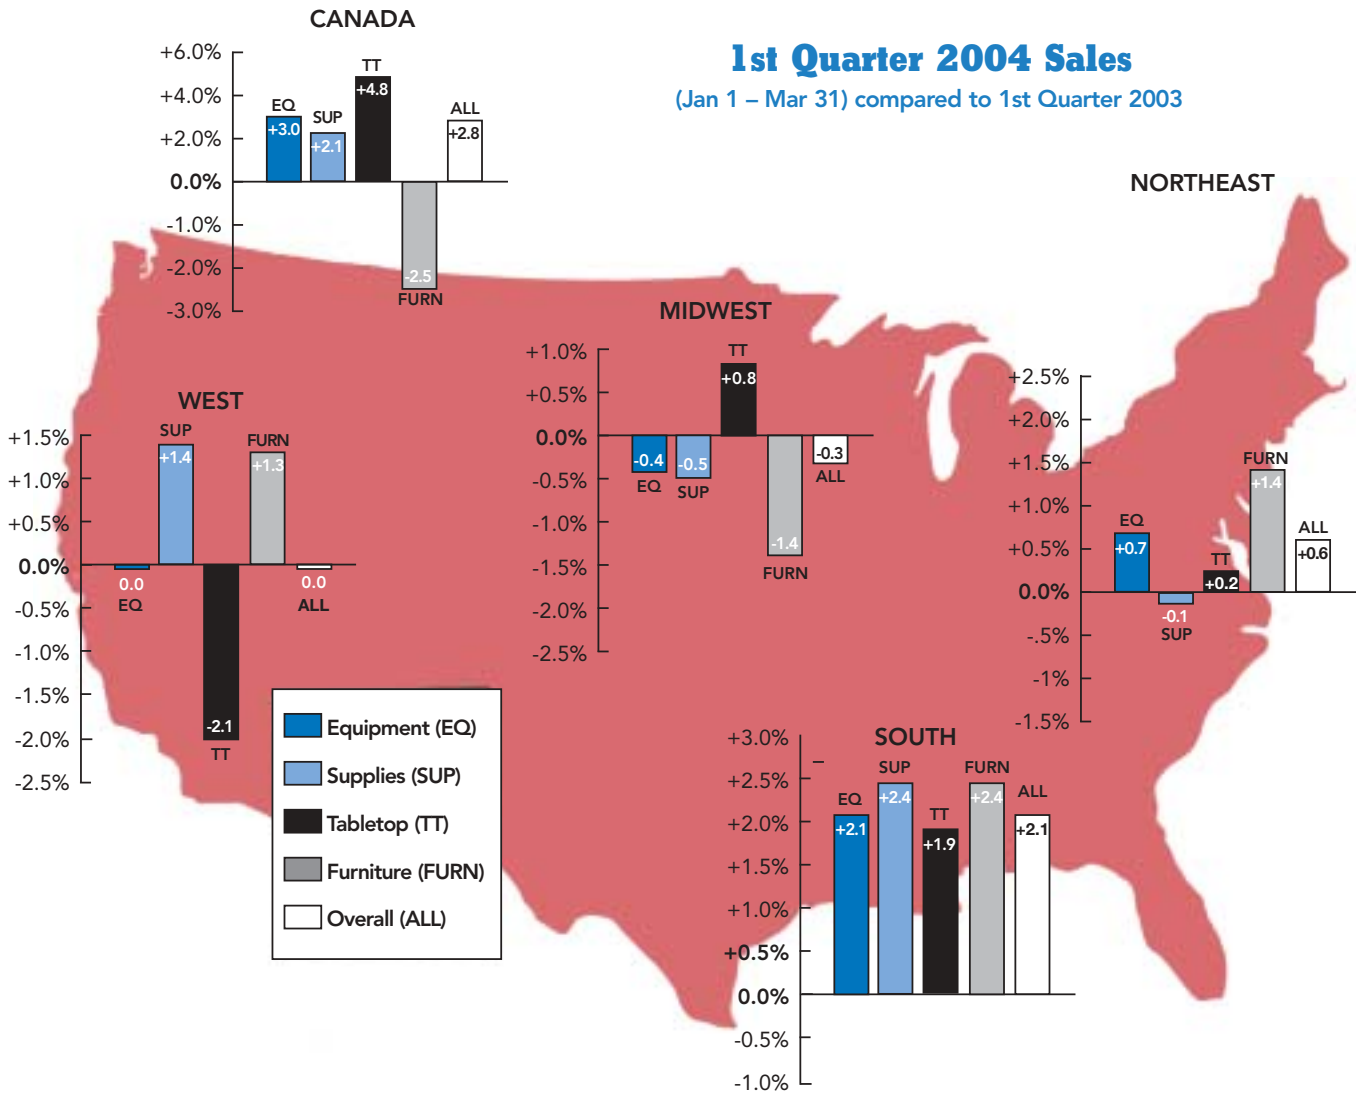 CANADA
1st Quarter 2004 Sales
(Jan 1 – Mar 31) compared to 1st Quarter 2003
+6.0%
+4.0%
+2.0%
0.0%
-1.0%
-2.0%
-3.0%
EQ
+3.0
SUP
+2.1
TT
+4.8
-2.5
FURN
ALL
+2.8
NORTHEAST
+2.5%
+2.0%
+1.5%
+1.0%
+0.5%
0.0%
-.5%
-1%
-1.5%
EQ
+0.7
-0.1
SUP
TT
+0.2
FURN
+1.4
ALL
+0.6
MIDWEST
+1.0%
+0.5%
0.0%
-0.5%
-1.0%
-1.5%
-2.0%
-2.5%
-0.4
EQ
-0.5
SUP
TT
+0.8
-1.4
FURN
-0.3
ALL
WEST
+1.5%
+1.0%
+0.5%
0.0%
-0.5%
-1.0%
-1.5%
-2.0%
-2.5%
0.0
EQ
SUP
+1.4
-2.1
TT
FURN
+1.3
0.0
ALL
Equipment (EQ)
Supplies (SUP)
Tabletop (TT)
Furniture (FURN)
Overall (ALL)
SOUTH
+3.0%
+2.5%
+2.0%
+1.5%
+1.0%
+0.5%
0.0%
-0.5%
-1.0%
EQ
+2.1
SUP
+2.4
TT
+1.9
FURN
+2.4
ALL
+2.1